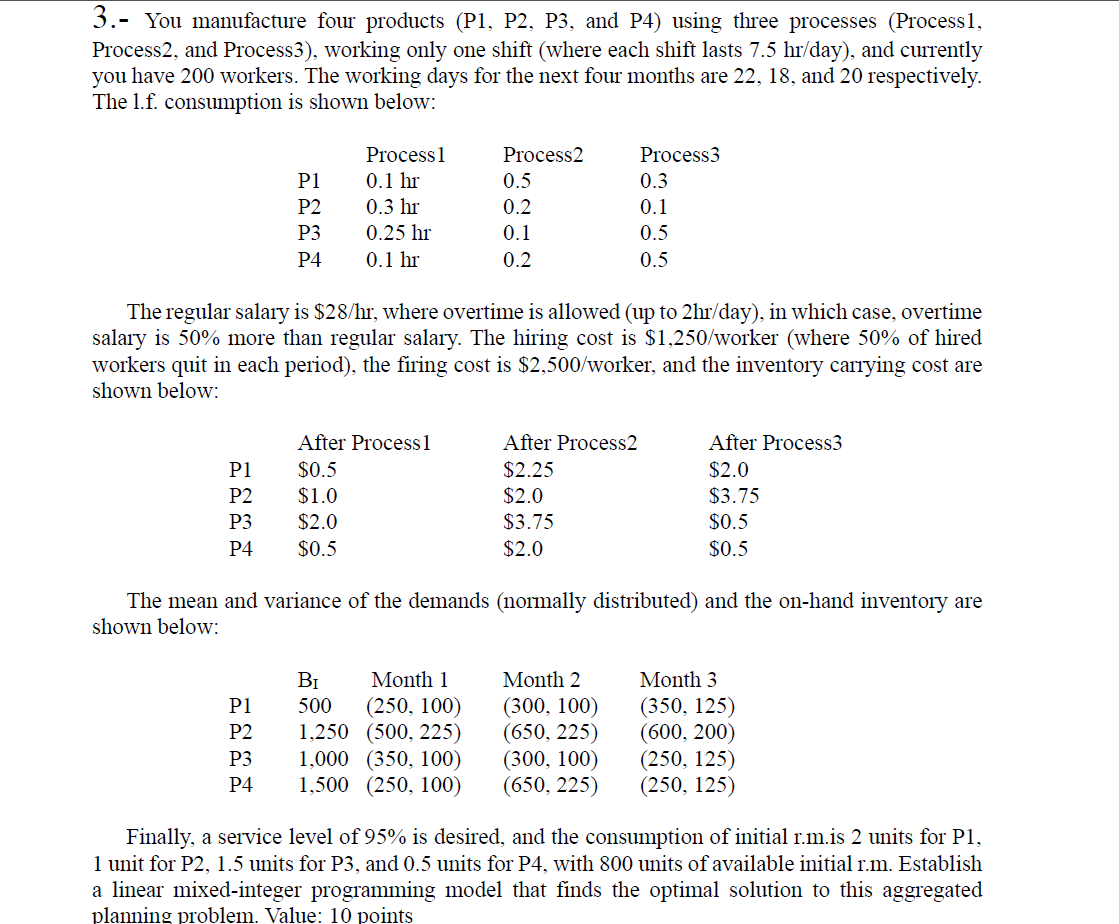 3.- You manufacture four products (P1, P2, P3, and P4) using three processes (Process1,
Process2, and Process3), working only one shift (where each shift lasts 7.5 hr/day), and currently
you have 200 workers. The working days for the next four months are 22, 18, and 20 respectively.
The l.f. consumption is shown below:
Process1 Process2 Process3
P1 0.1 hr 0.5 0.3
P2 0.3 hr 0.2 0.1
P3 0.25 hr 0.1 0.5
P4 0.1 hr 0.2 0.5
The regular salary is $28/hr, where overtime is allowed (up to 2hr/day), in which case, overtime
salary is 50% more than regular salary. The hiring cost is $1,250/worker (where 50% of hired
workers quit in each period), the firing cost is $2,500/worker, and the inventory carrying cost are
shown below:
After Process1 After Process2 After Process3
P1 $0.5 $2.25 $2.0
P2 $1.0 $2.0 $3.75
P3 $2.0 $3.75 $0.5
P4 $0.5 $2.0 $0.5
The mean and variance of the demands (normally distributed) and the on-hand inventory are
shown below:
BI Month 1 Month 2 Month 3
P1 500 (250, 100) (300, 100) (350, 125)
P2 1,250 (500, 225) (650, 225) (600, 200)
P3 1,000 (350, 100) (300, 100) (250, 125)
P4 1,500 (250, 100) (650, 225) (250, 125)
Finally, a service level of 95% is desired, and the consumption of initial r.m.is 2 units for P1,
1 unit for P2, 1.5 units for P3, and 0.5 units for P4, with 800 units of available initial r.m. Establish
a linear mixed-integer programming model that finds the optimal solution to this aggregated
planning problem. Value: 10 points